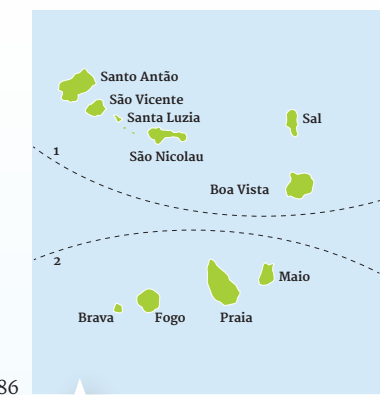 Santo Antão
São Vicente
Santa Luzia
São Nicolau
Sal
1
Boa Vista
2
Maio
Brava
Fogo
Praia
86